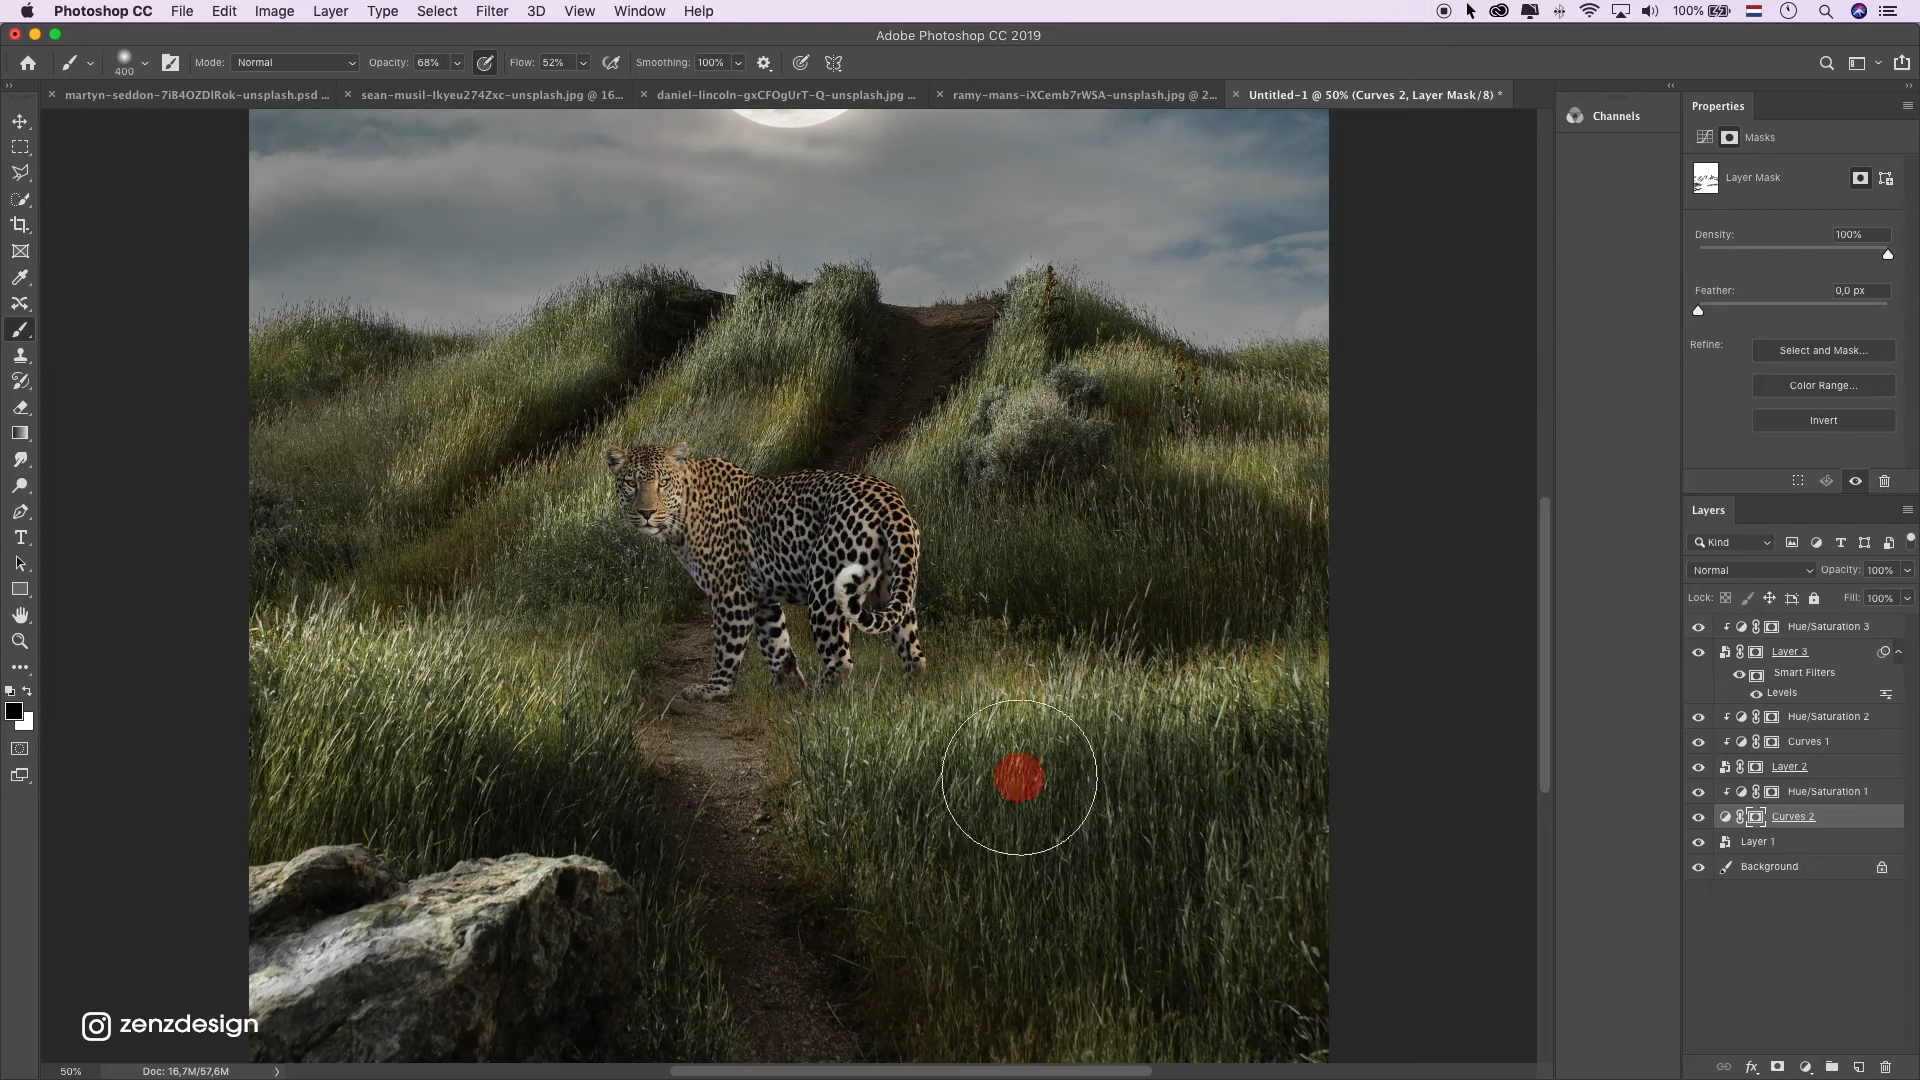 Photoshop CC File Edit Image Layer Type Select Filter 3D View Window Help 100%
Adobe Photoshop CC 2019
400 Mode: Normal Opacity: 68% Flow: 52% Smoothing: 100%
martyn-seddon-7iB4OZDlRok-unsplash.psd ... sean-musil-Ikyeu274Zxc-unsplash.jpg @ 16... daniel-lincoln-gxCFOgUrT-Q-unsplash.jpg ... ramy-mans-iXCemb7rWSA-unsplash.jpg @ 2... Untitled-1 @ 50% (Curves 2, Layer Mask/8) *
Channels
Properties
Masks
Layer Mask
Density: 100%
Feather: 0,0 px
Refine: Select and Mask...
Color Range...
Invert
Layers
Kind
Normal Opacity: 100%
Lock: Fill: 100%
Hue/Saturation 3
Layer 3
Smart Filters
Levels
Hue/Saturation 2
Curves 1
Layer 2
Hue/Saturation 1
Curves 2
Layer 1
Background
zenzdesign
50% Doc: 16,7M/57,6M